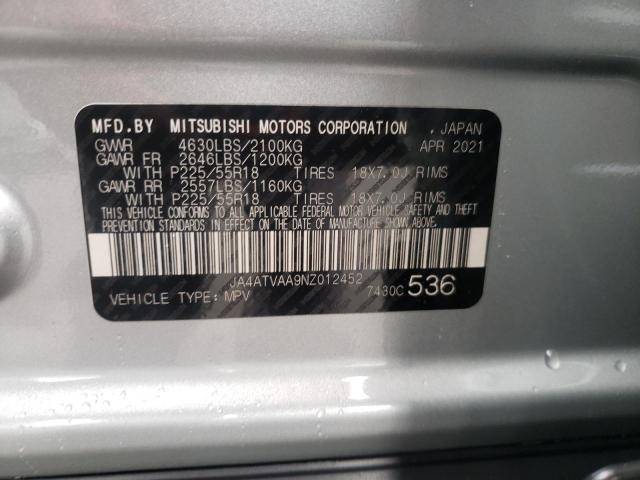 MFD.BY MITSUBISHI MOTORS CORPORATION , JAPAN
GVWR 4630LBS/2100KG APR 2021
GAWR FR 2646LBS/1200KG
WITH P225/55R18 TIRES 18X7.0J RIMS
GAWR RR 2557LBS/1160KG
WITH P225/55R18 TIRES 18X7.0J RIMS
THIS VEHICLE CONFORMS TO ALL APPLICABLE FEDERAL MOTOR VEHICLE SAFETY AND THEFT
PREVENTION STANDARDS IN EFFECT ON THE DATE OF MANUFACTURE SHOWN ABOVE.
JA4ATVAA9NZ012452
VEHICLE TYPE: MPV 7430C 536